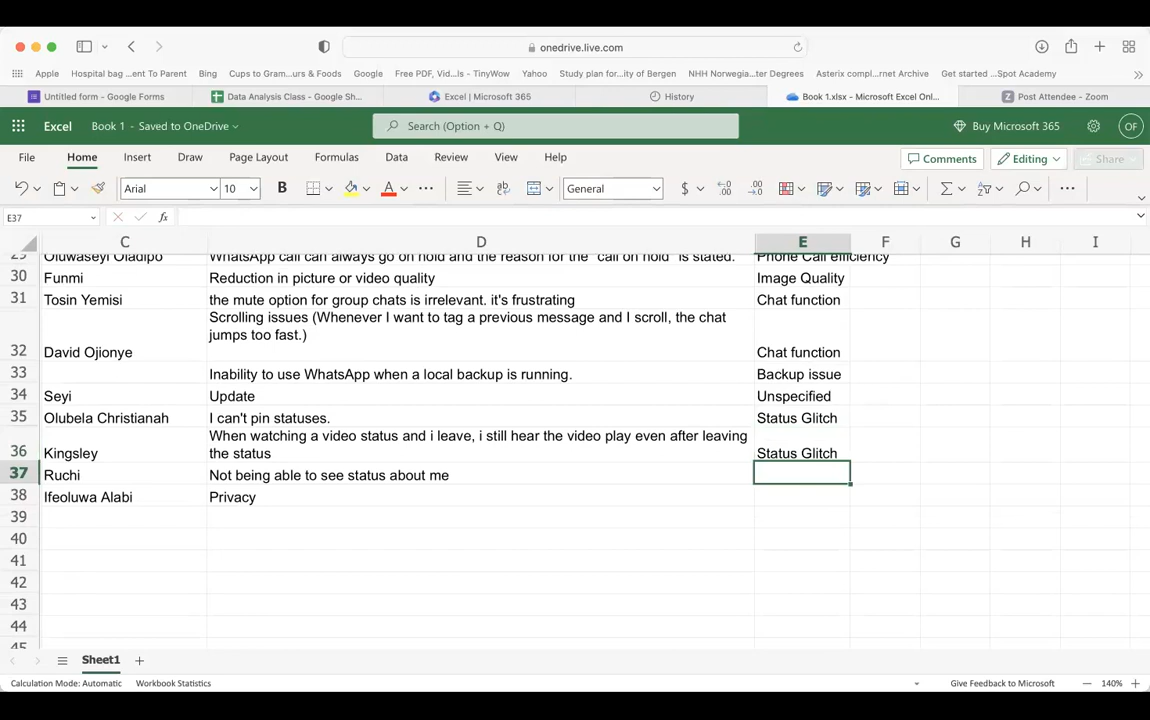 onedrive.live.com
Apple Hospital bag ...ent To Parent Bing Cups to Gram...urs & Foods Google Free PDF, Vid...ls - TinyWow Yahoo Study plan for...ity of Bergen NHH Norwegia...ter Degrees Asterix compl...rnet Archive Get started ...Spot Academy
Untitled form - Google Forms Data Analysis Class - Google Sh... Excel | Microsoft 365 History Book 1.xlsx - Microsoft Excel Onl... Z Post Attendee - Zoom
Excel Book 1 - Saved to OneDrive Search (Option + Q) Buy Microsoft 365 OF
File Home Insert Draw Page Layout Formulas Data Review View Help Comments Editing Share
Arial 10 B A ab General $ .00 .00 Σ
E37 fx
C D E F G H I
29 Oluwaseyi Oladipo WhatsApp call can always go on hold and the reason for the "call on hold" is stated. Phone Call efficiency
30 Funmi Reduction in picture or video quality Image Quality
31 Tosin Yemisi the mute option for group chats is irrelevant. it's frustrating Chat function
Scrolling issues (Whenever I want to tag a previous message and I scroll, the chat
jumps too fast.)
32 David Ojionye Chat function
33 Inability to use WhatsApp when a local backup is running. Backup issue
34 Seyi Update Unspecified
35 Olubela Christianah I can't pin statuses. Status Glitch
When watching a video status and i leave, i still hear the video play even after leaving
36 Kingsley the status Status Glitch
37 Ruchi Not being able to see status about me
38 Ifeoluwa Alabi Privacy
39
40
41
42
43
44
45
Sheet1
Calculation Mode: Automatic Workbook Statistics Give Feedback to Microsoft 140%